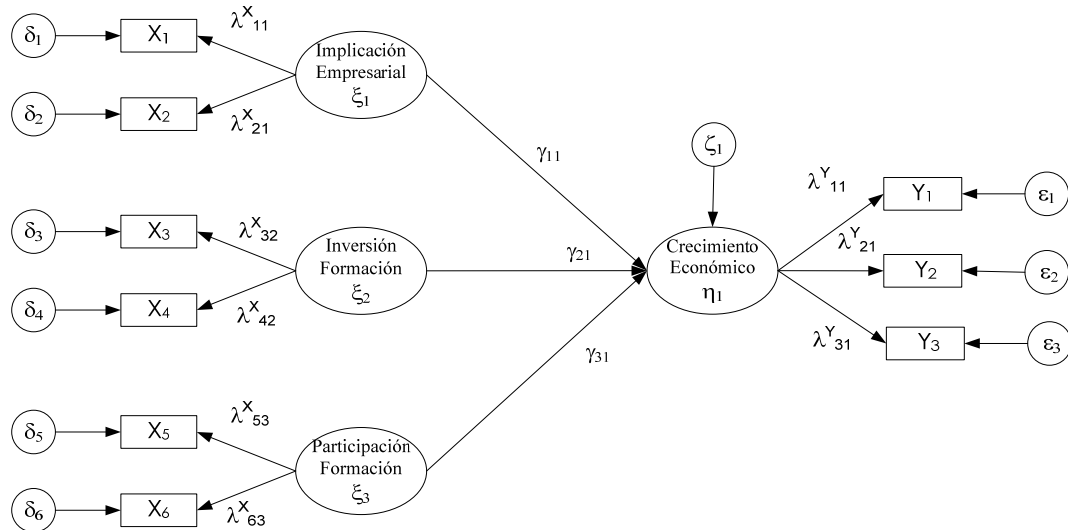 δ1
X1
λX11
Implicación
Empresarial
ξ1
δ2
X2
λX21
γ11
ζ1
λY11
Y1
ε1
δ3
X3
λX32
Inversión
Formación
ξ2
γ21
Crecimiento
Económico
η1
λY21
Y2
ε2
δ4
X4
λX42
γ31
λY31
Y3
ε3
δ5
X5
λX53
Participación
Formación
ξ3
δ6
X6
λX63